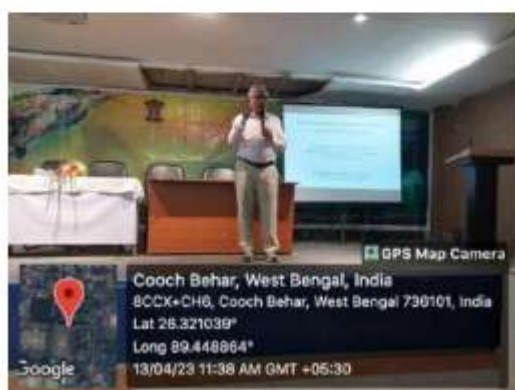 GPS Map Camera
Cooch Behar, West Bengal, India
8CCX+CH6, Cooch Behar, West Bengal 736101, India
Lat 26.321039°
Long 89.448864°
13/04/23 11:38 AM GMT +05:30
Google